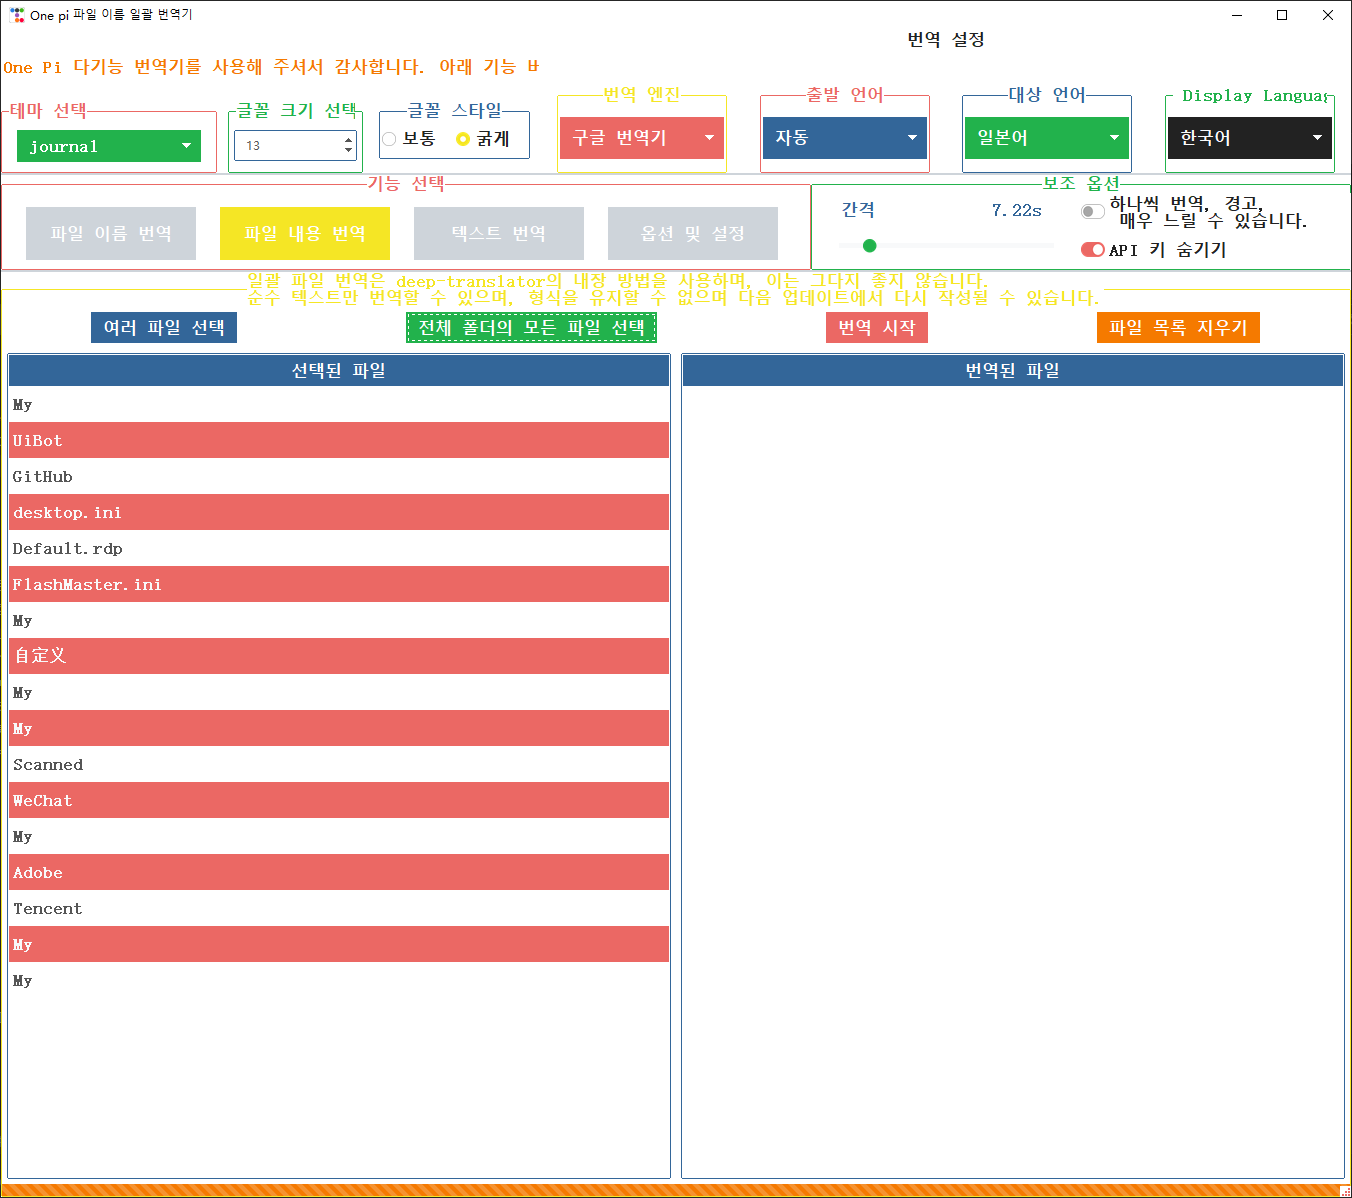 One pi 파일 이름 일괄 번역기
번역 설정
One Pi 다기능 번역기를 사용해 주셔서 감사합니다. 아래 기능
테마 선택
글꼴 크기 선택
글꼴 스타일
번역 엔진
출발 언어
대상 언어
Display Langua
journal
13
보통
굵게
구글 번역기
자동
일본어
한국어
기능 선택
보조 옵션
파일 이름 번역
파일 내용 번역
텍스트 번역
옵션 및 설정
간격
7.22s
하나씩 번역, 경고,
매우 느릴 수 있습니다.
API 키 숨기기
일괄 파일 번역은 deep-translator의 내장 방법을 사용하며, 이는 그다지 좋지 않습니다.
순수 텍스트만 번역할 수 있으며, 형식을 유지할 수 없으며 다음 업데이트에서 다시 작성될 수 있습니다.
여러 파일 선택
전체 폴더의 모든 파일 선택
번역 시작
파일 목록 지우기
선택된 파일
번역된 파일
My
UiBot
GitHub
desktop.ini
Default.rdp
FlashMaster.ini
My
自定义
My
My
Scanned
WeChat
My
Adobe
Tencent
My
My